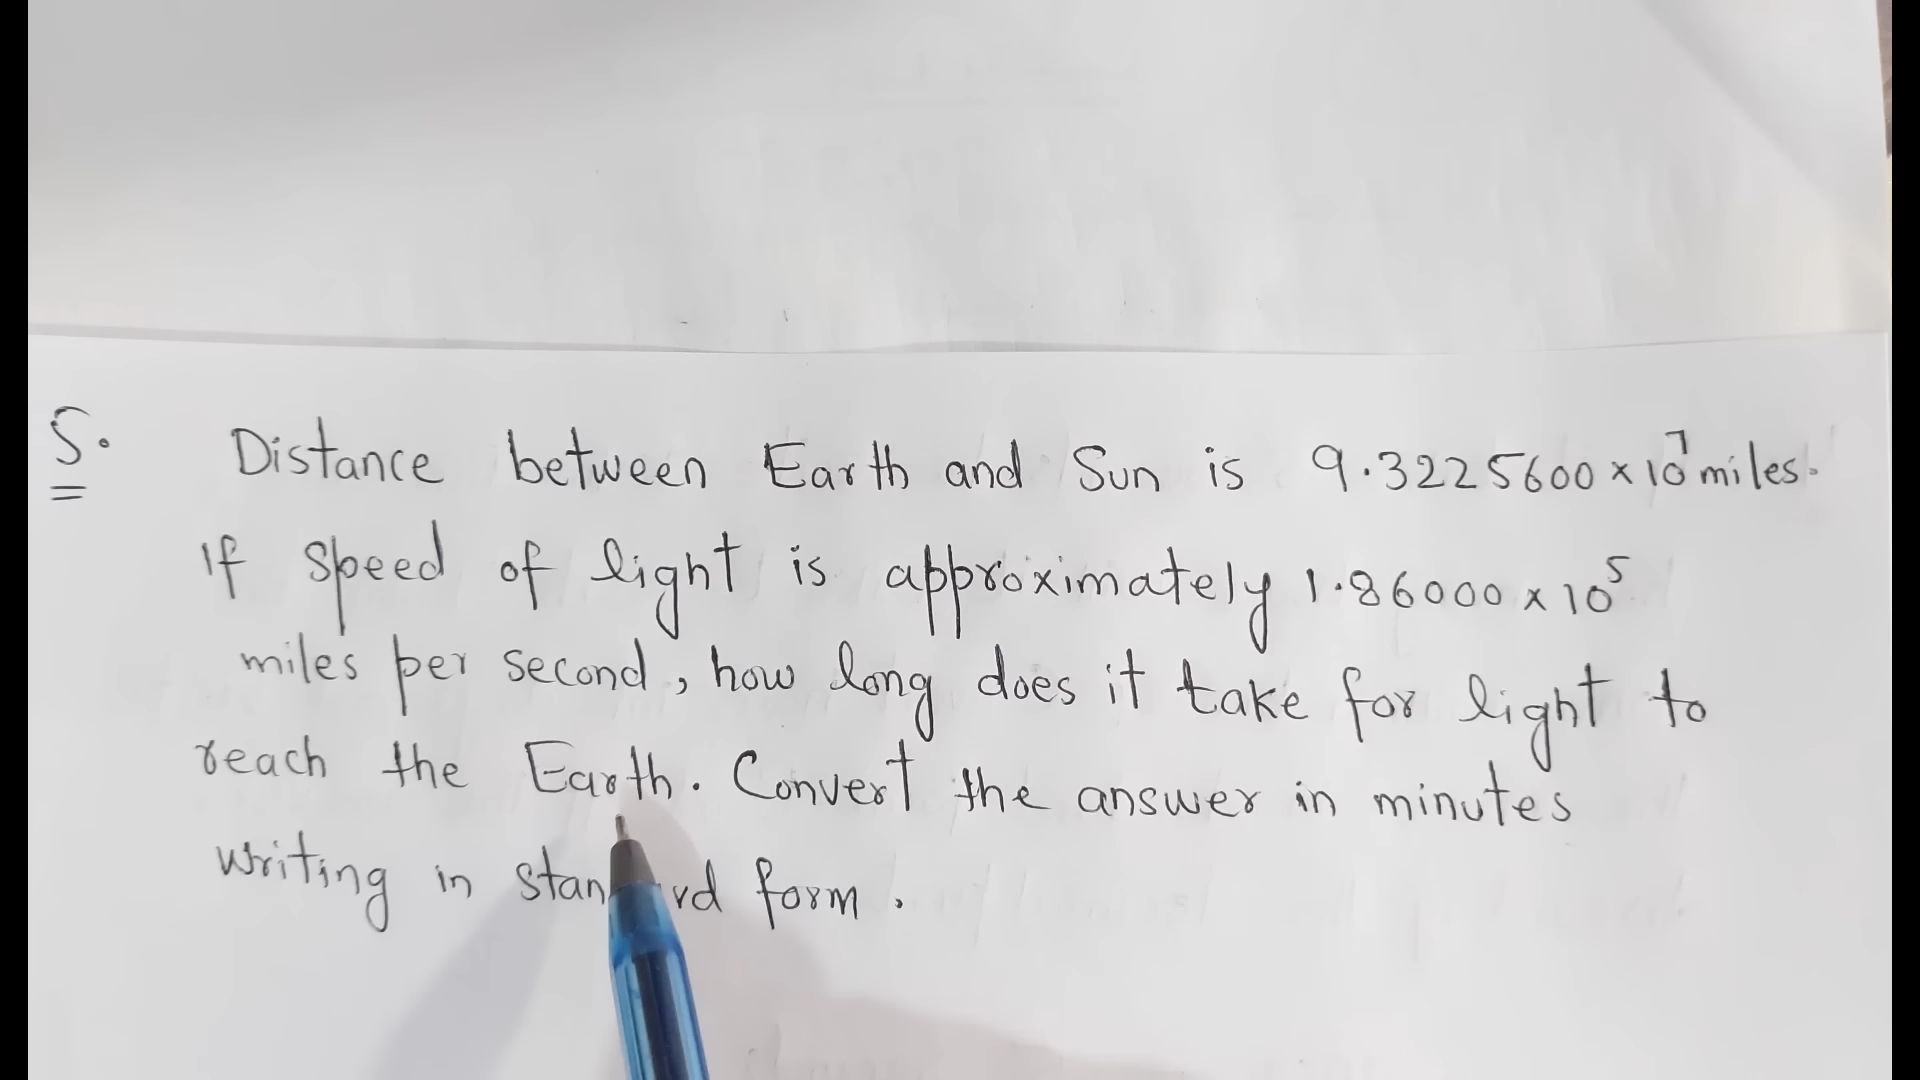 5. Distance between Earth and Sun is 9.3225600 × 10⁷ miles.
If speed of light is approximately 1.86000 × 10⁵
miles per second, how long does it take for light to
reach the Earth. Convert the answer in minutes
writing in form.